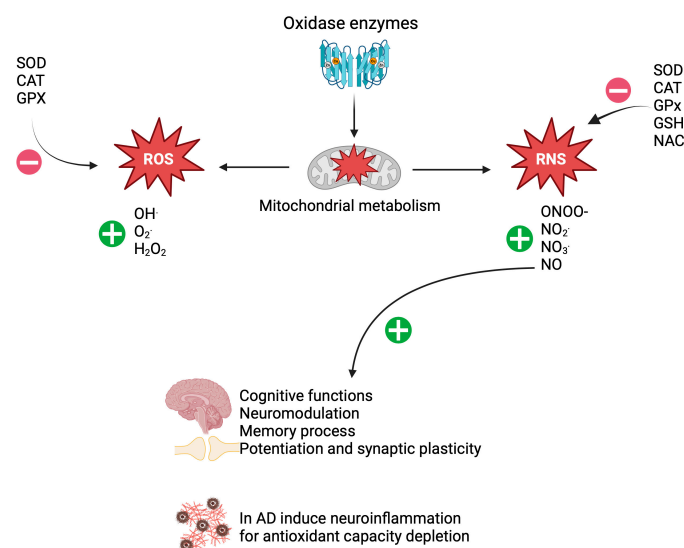 Oxidase enzymes
SOD
CAT
GPX
SOD
CAT
GPx
GSH
NAC
ROS
RNS
Mitochondrial metabolism
OH·
O₂·
H₂O₂
ONOO-
NO₂·
NO₃·
NO
Cognitive functions
Neuromodulation
Memory process
Potentiation and synaptic plasticity
In AD induce neuroinflammation
for antioxidant capacity depletion